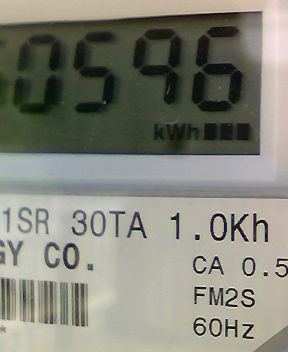 0596
kWh
1SR 30TA 1.0Kh
GY CO.
CA 0.5
FM2S
60Hz